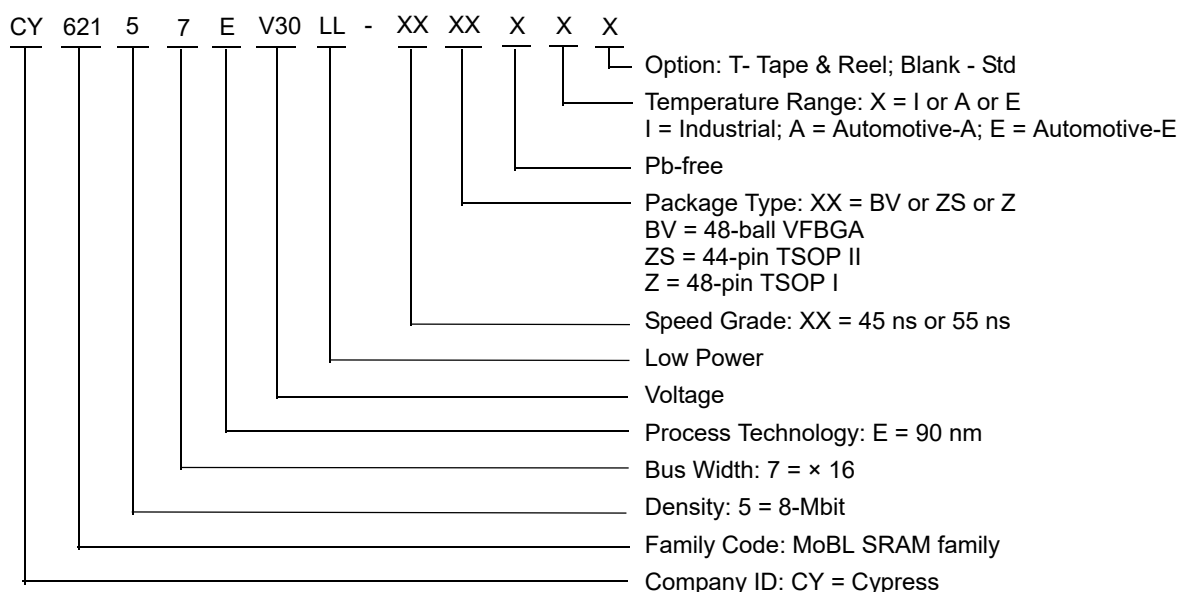 CY 621 5 7 E V30 LL - XX XX X X X
Option: T- Tape & Reel; Blank - Std
Temperature Range: X = I or A or E
I = Industrial; A = Automotive-A; E = Automotive-E
Pb-free
Package Type: XX = BV or ZS or Z
BV = 48-ball VFBGA
ZS = 44-pin TSOP II
Z = 48-pin TSOP I
Speed Grade: XX = 45 ns or 55 ns
Low Power
Voltage
Process Technology: E = 90 nm
Bus Width: 7 = × 16
Density: 5 = 8-Mbit
Family Code: MoBL SRAM family
Company ID: CY = Cypress